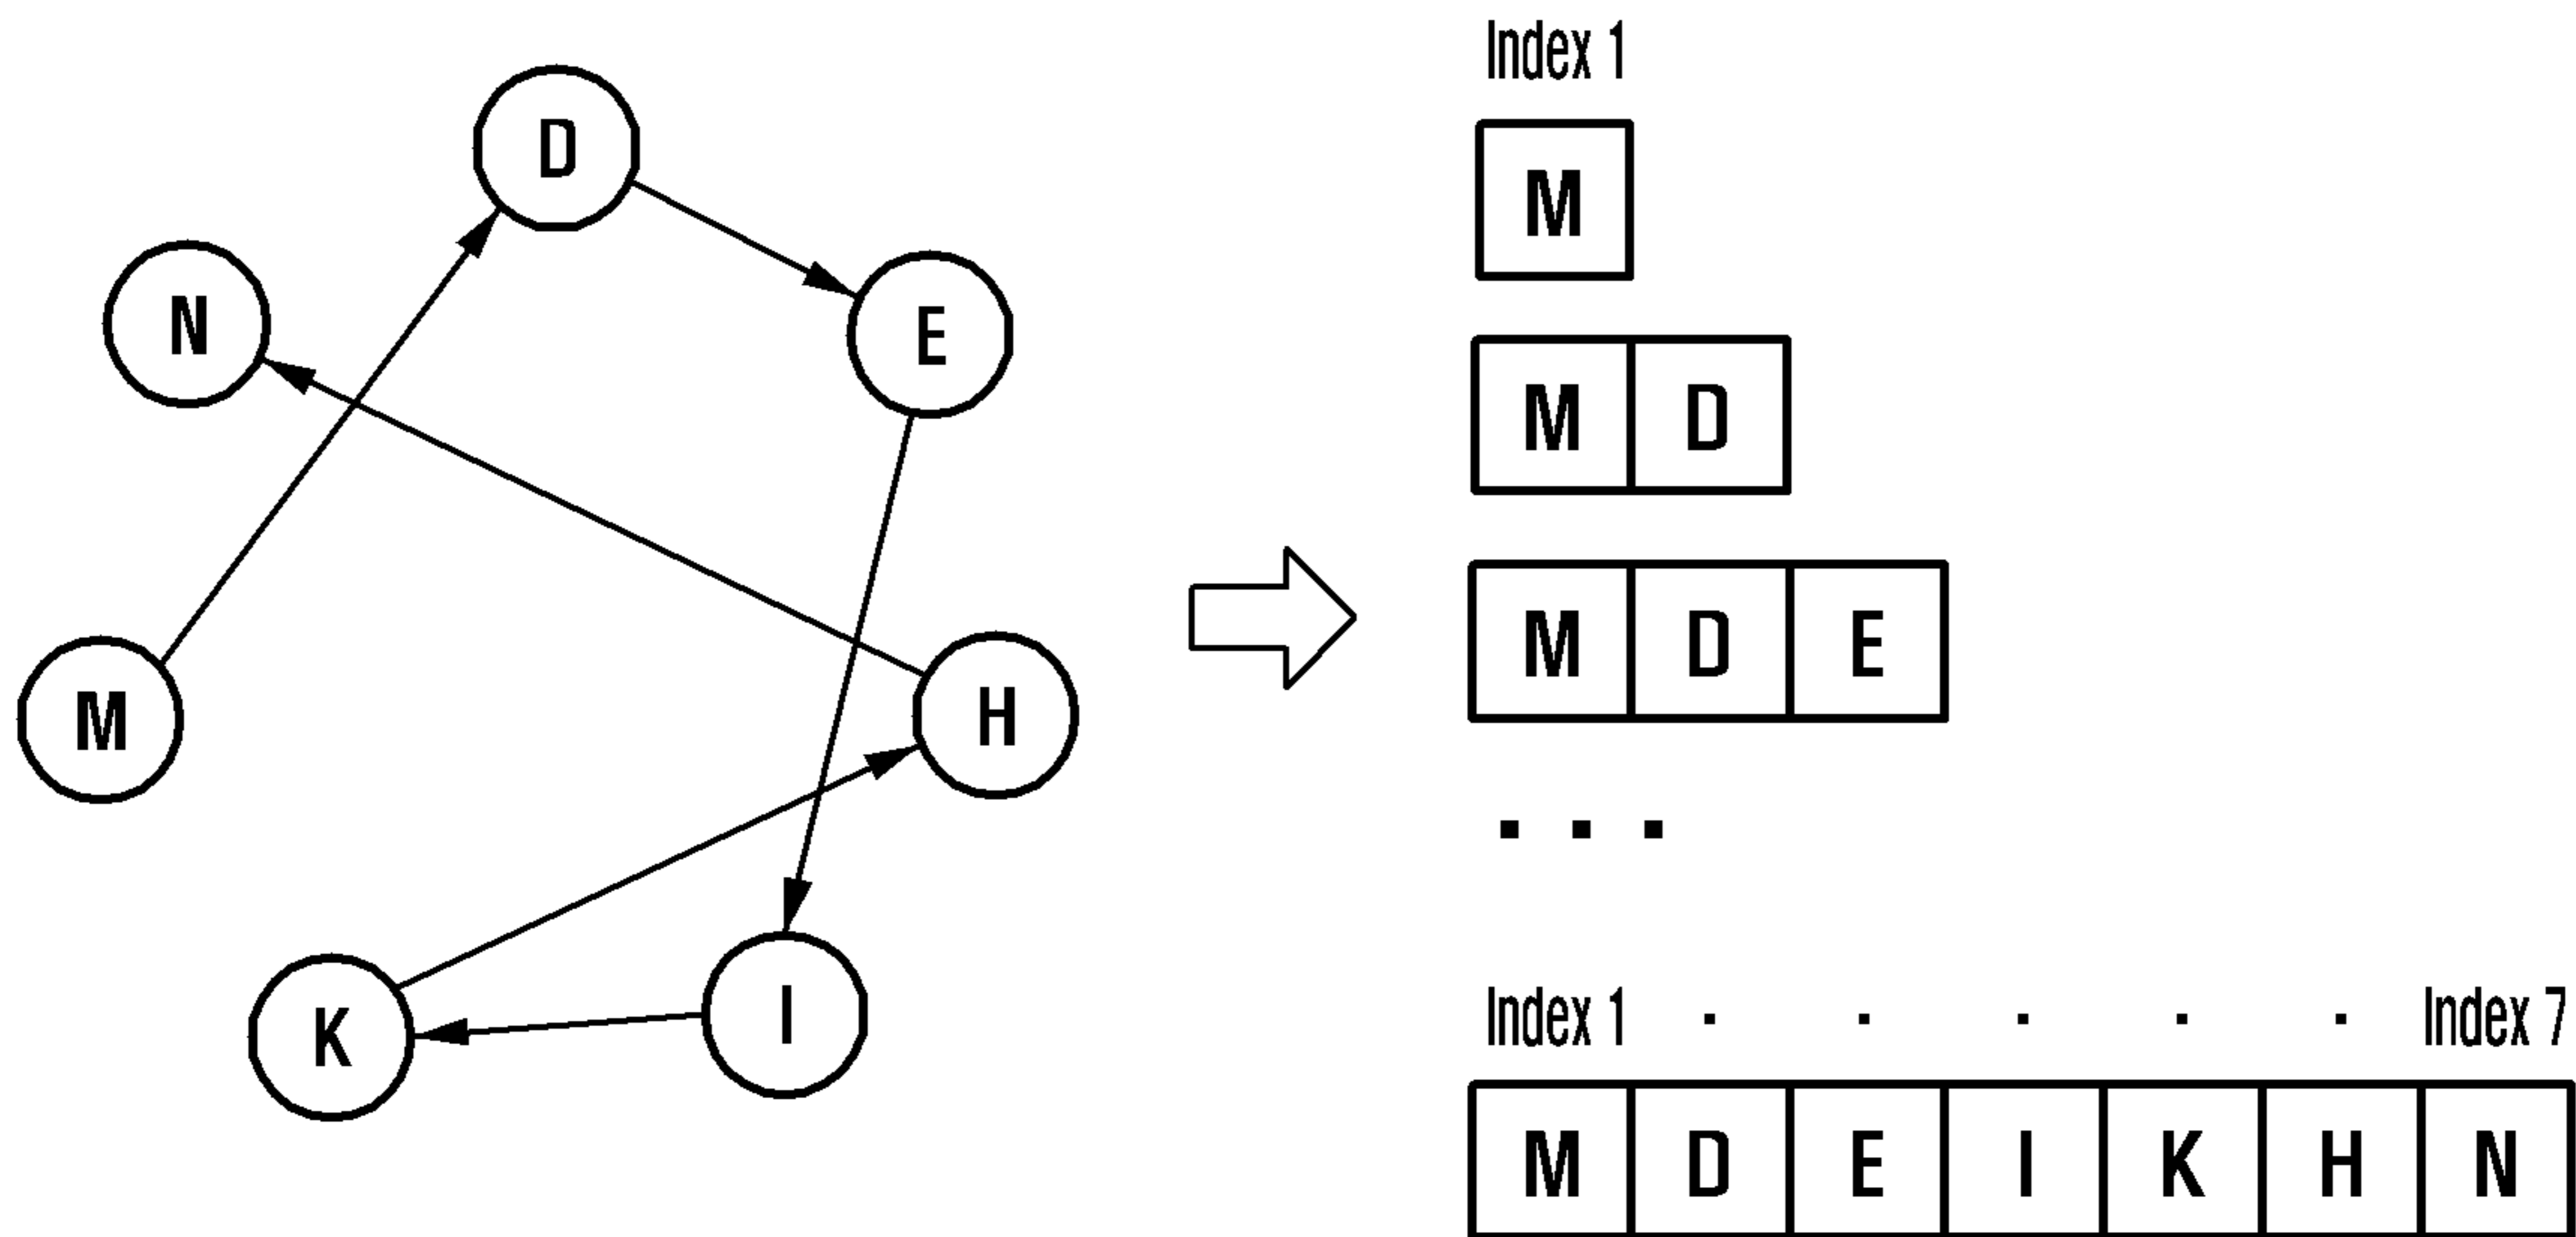 D
N
E
M
H
K
I
Index 1
M
M D
M D E
. . .
Index 1 . . . . . Index 7
M D E I K H N